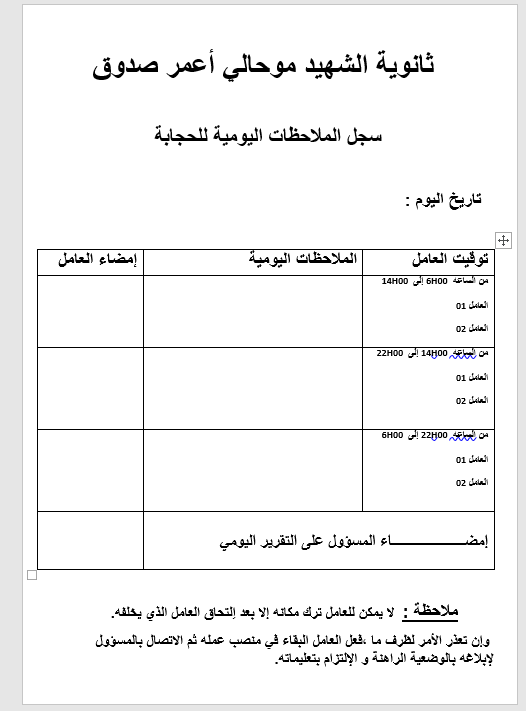 ثانوية الشهيد موحالي أعمر صدوق
سجل الملاحظات اليومية للحجابة
تاريخ اليوم :
توقيت العامل الملاحظات اليومية إمضاء العامل
من الساعه 6H00 إلى 14H00
العامل 01
العامل 02
من الساعه 14H00 إلى 22H00
العامل 01
العامل 02
من الساعه 22H00 إلى 6H00
العامل 01
العامل 02
إمضـــــــــــــــــاء المسؤول على التقرير اليومي
ملاحظة : لا يمكن للعامل ترك مكانه إلا بعد إلتحاق العامل الذي يخلفه.
وإن تعذر الأمر لظرف ما ،فعل العامل البقاء في منصب عمله ثم الاتصال بالمسؤول
لإبلاغه بالوضعية الراهنة و الإلتزام بتعليماته.